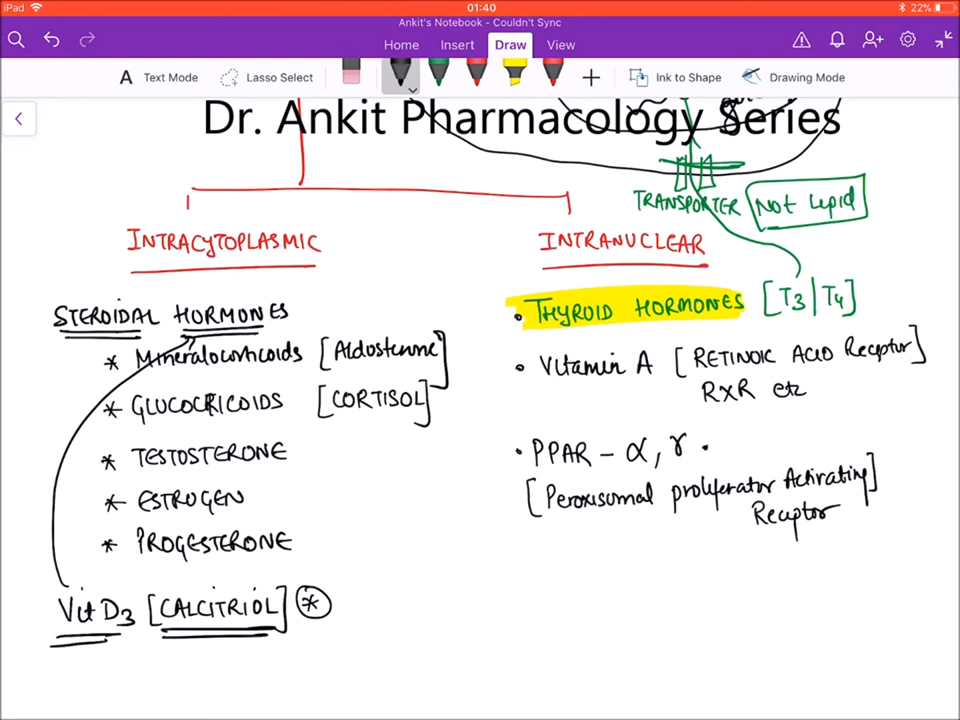 iPad
01:40
22%
Ankit's Notebook - Couldn't Sync
Home Insert Draw View
Text Mode
Lasso Select
Ink to Shape
Drawing Mode
Dr. Ankit Pharmacology Series
TRANSPORTER
Not Lipid
INTRACYTOPLASMIC
INTRANUCLEAR
STEROIDAL HORMONES
* Mineralocorticoids [Aldosterone]
* GLUCOCRICOIDS [CORTISOL]
* TESTOSTERONE
* ESTROGEN
* PROGESTERONE
Vit D3 [CALCITRIOL] *
• THYROID HORMONES [T3 | T4]
• Vitamin A [RETINOIC ACID Receptor]
RXR etc
• PPAR – α, γ •
[Peroxisomal proliferator Activating]
Receptor